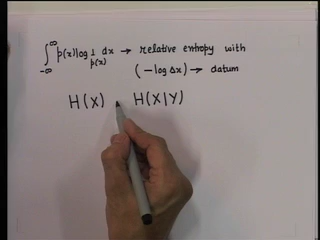 ∫_{-∞}^{∞} p(x) log 1/p(x) dx → relative entropy with
(-log Δx) → datum
H(X) , H(X|Y)